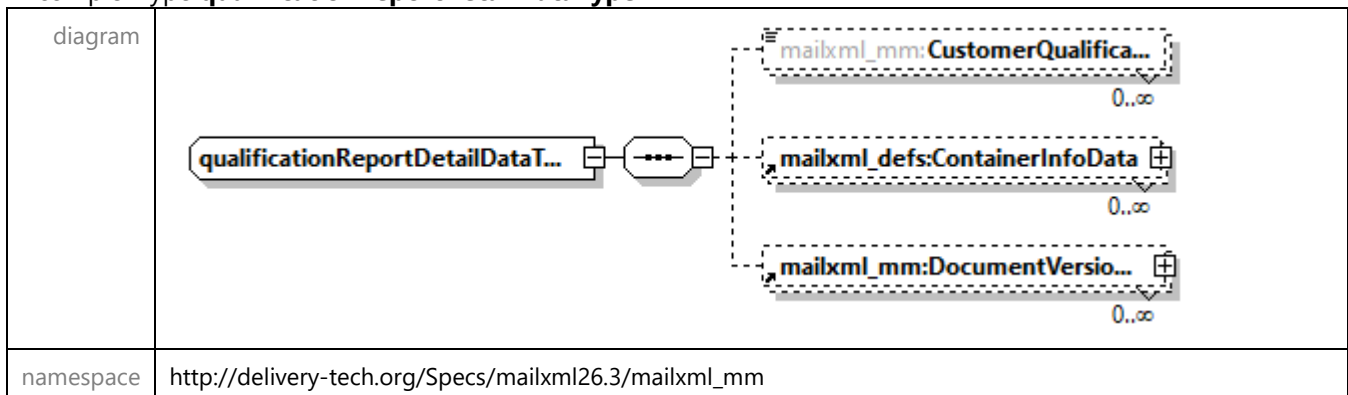 diagram
mailxml_mm:CustomerQualifica...
0..∞
qualificationReportDetailDataT...
mailxml_defs:ContainerInfoData
0..∞
mailxml_mm:DocumentVersio...
0..∞
namespace http://delivery-tech.org/Specs/mailxml26.3/mailxml_mm